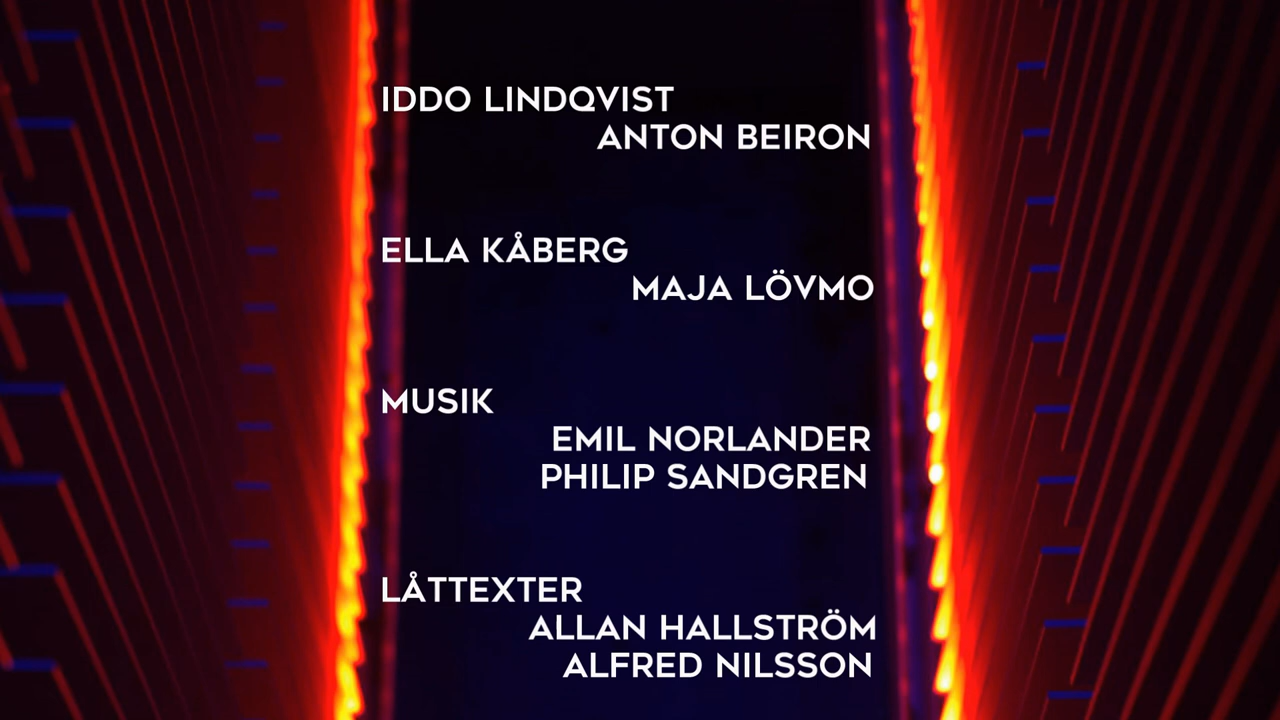 IDDO LINDQVIST
ANTON BEIRON
ELLA KÅBERG
MAJA LÖVMO
MUSIK
EMIL NORLANDER
PHILIP SANDGREN
LÅTTEXTER
ALLAN HALLSTRÖM
ALFRED NILSSON